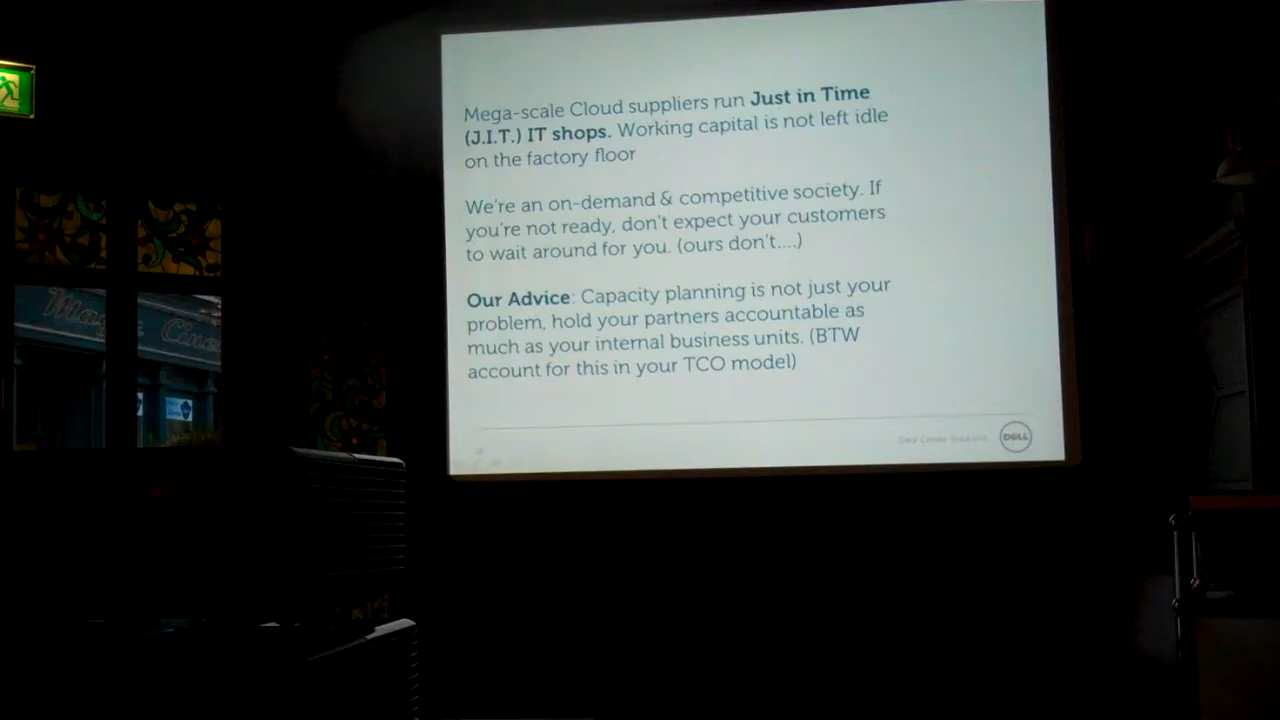 Mega-scale Cloud suppliers run Just in Time
(J.I.T.) IT shops. Working capital is not left idle
on the factory floor
We're an on-demand & competitive society. If
you're not ready, don't expect your customers
to wait around for you. (ours don't....)
Our Advice: Capacity planning is not just your
problem, hold your partners accountable as
much as your internal business units. (BTW
account for this in your TCO model)
Data Center Solutions
DELL